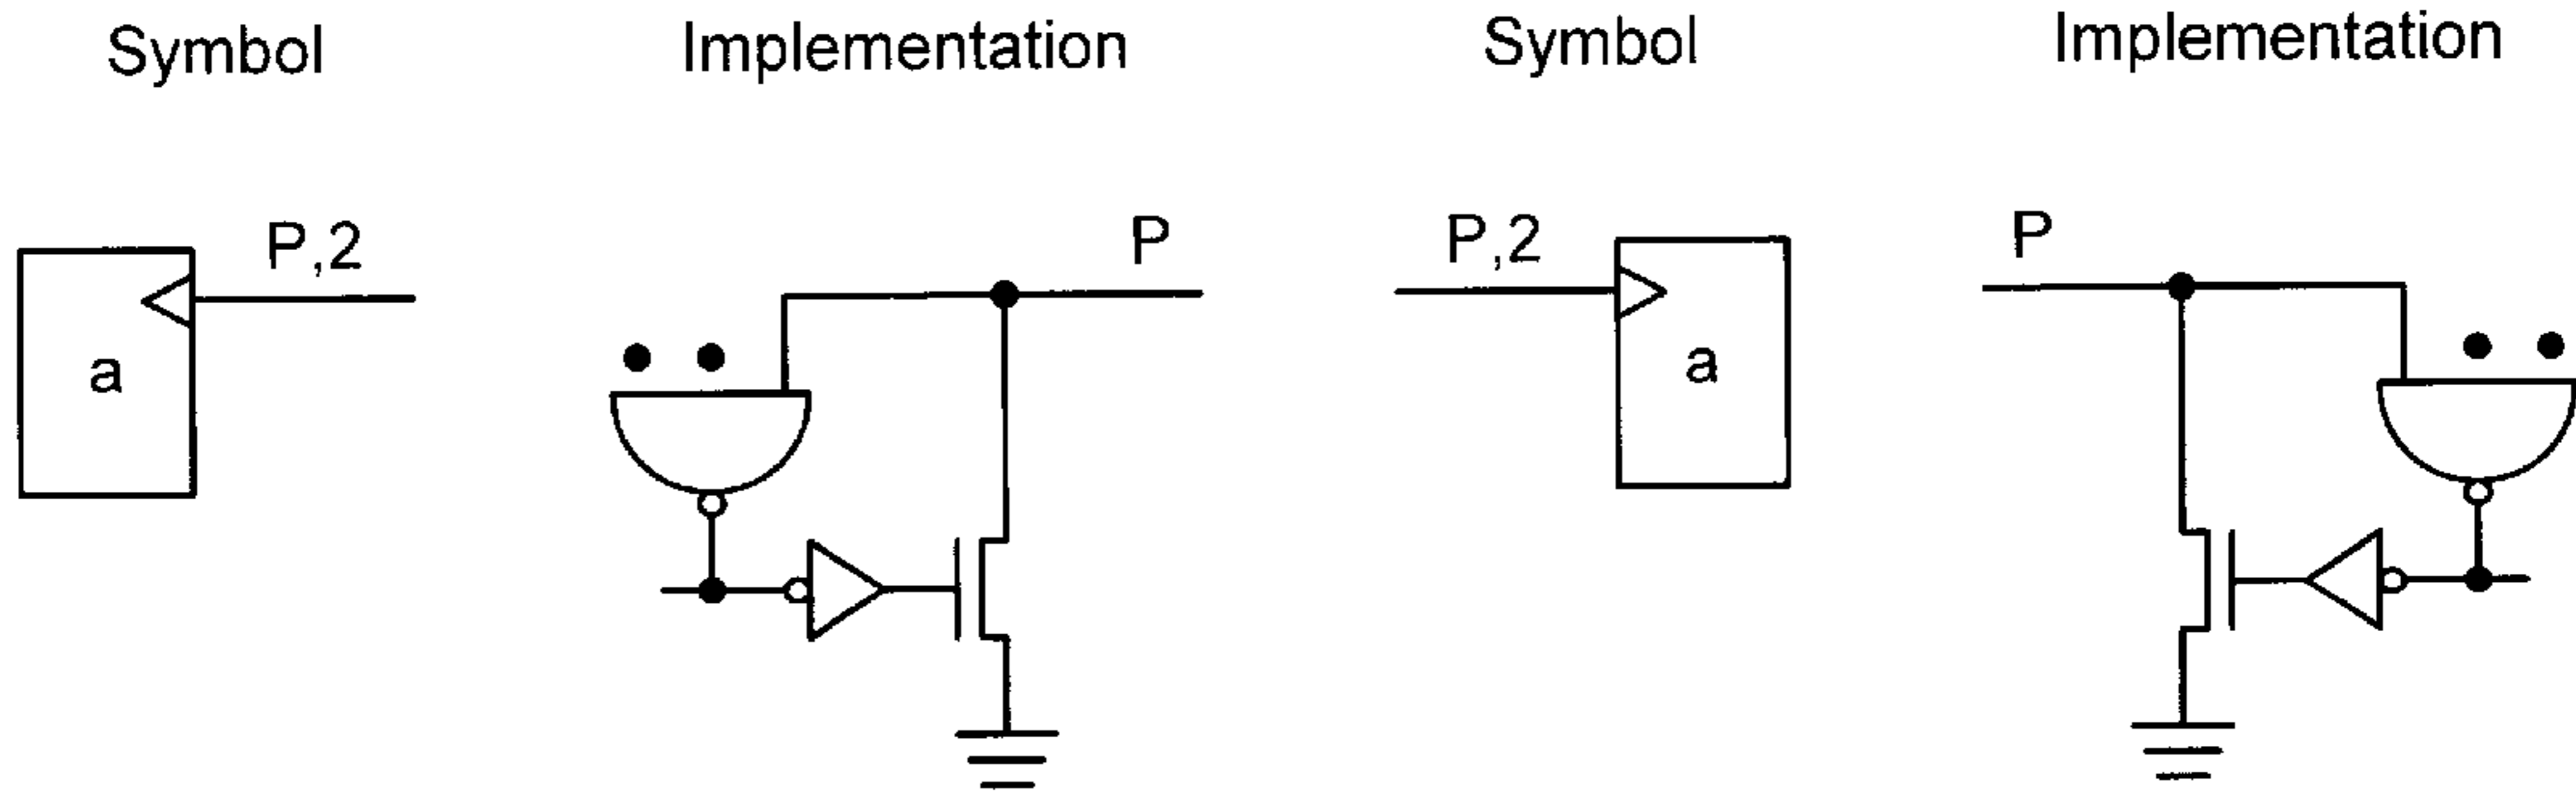 Symbol Implementation Symbol Implementation
P,2 P P,2 P
a a